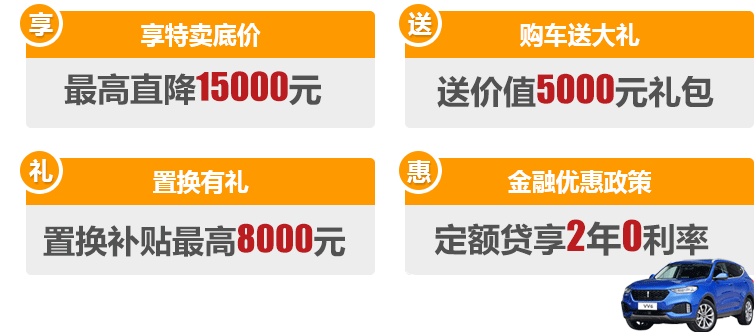 享
享特卖底价
最高直降15000元
送
购车送大礼
送价值5000元礼包
礼
置换有礼
置换补贴最高8000元
惠
金融优惠政策
定额贷享2年0利率
VV5